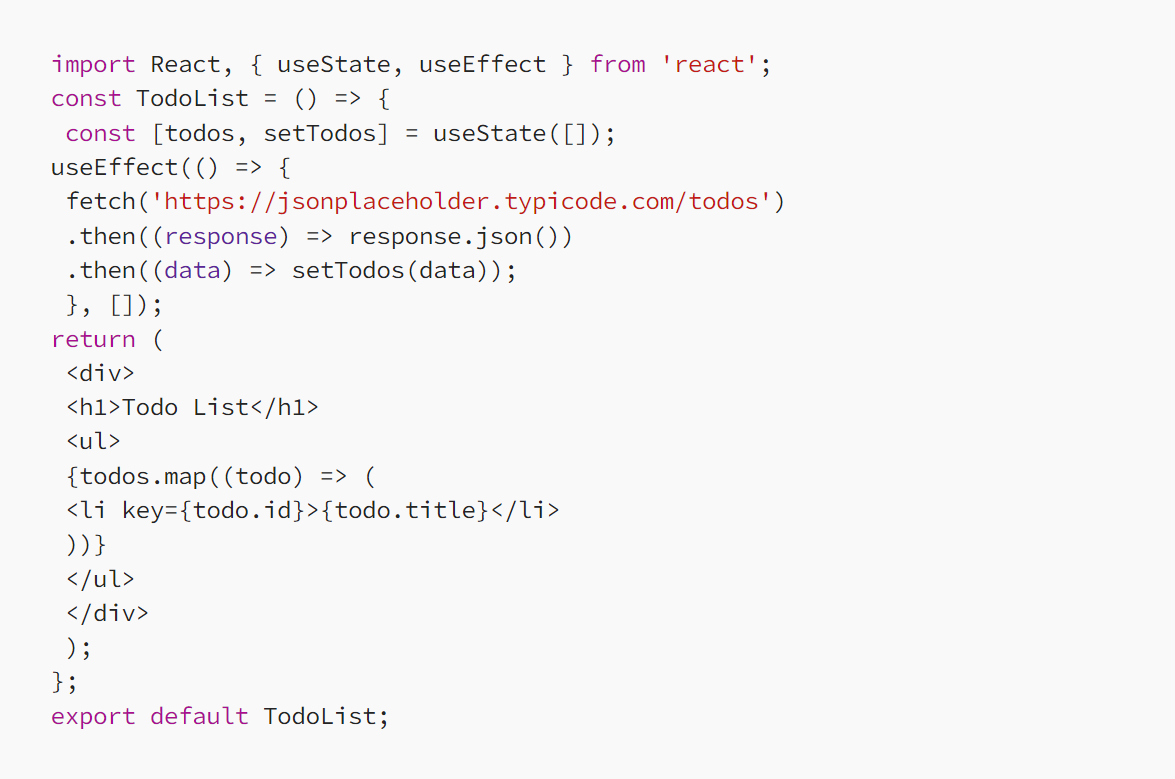 import React, { useState, useEffect } from 'react';
const TodoList = () => {
 const [todos, setTodos] = useState([]);
useEffect(() => {
 fetch('https://jsonplaceholder.typicode.com/todos')
 .then((response) => response.json())
 .then((data) => setTodos(data));
 }, []);
return (
 <div>
 <h1>Todo List</h1>
 <ul>
 {todos.map((todo) => (
 <li key={todo.id}>{todo.title}</li>
 ))}
 </ul>
 </div>
 );
};
export default TodoList;